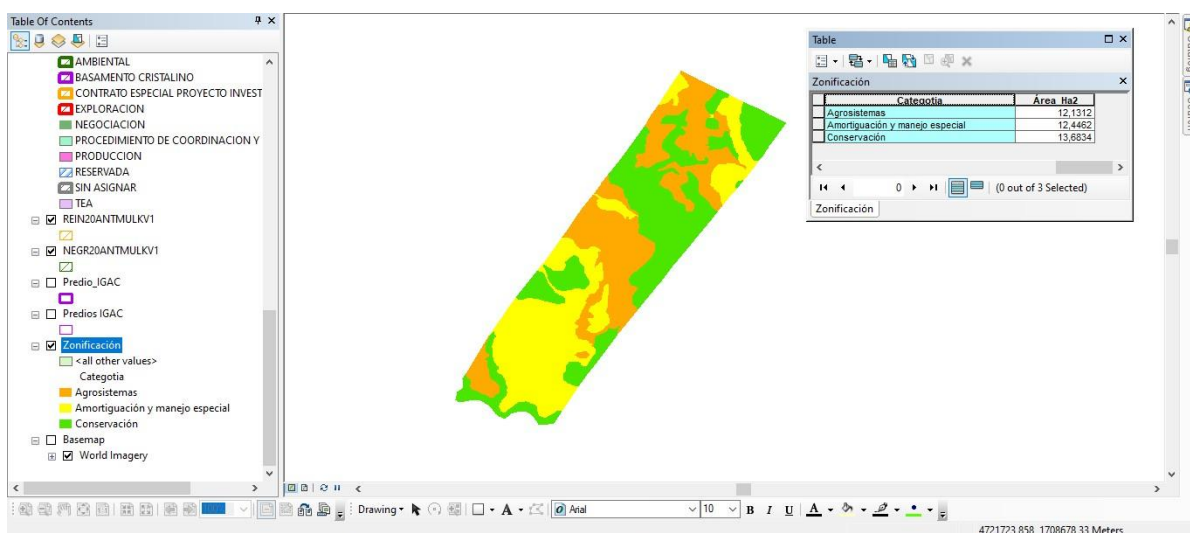 Table Of Contents
AMBIENTAL
BASAMENTO CRISTALINO
CONTRATO ESPECIAL PROYECTO INVEST
EXPLORACION
NEGOCIACION
PROCEDIMIENTO DE COORDINACION Y
PRODUCCION
RESERVADA
SIN ASIGNAR
TEA
REIN20ANTMULKV1
NEGR20ANTMULKV1
Predio_IGAC
Predios IGAC
Zonificación
<all other values>
Categotia
Agrosistemas
Amortiguación y manejo especial
Conservación
Basemap
World Imagery
Table
Zonificación
Categotia Área_Ha2
Agrosistemas 12,1312
Amortiguación y manejo especial 12,4462
Conservación 13,6834
0 (0 out of 3 Selected)
Zonificación
Drawing Arial 10 B I U A
4721723,858 1708678,33 Meters